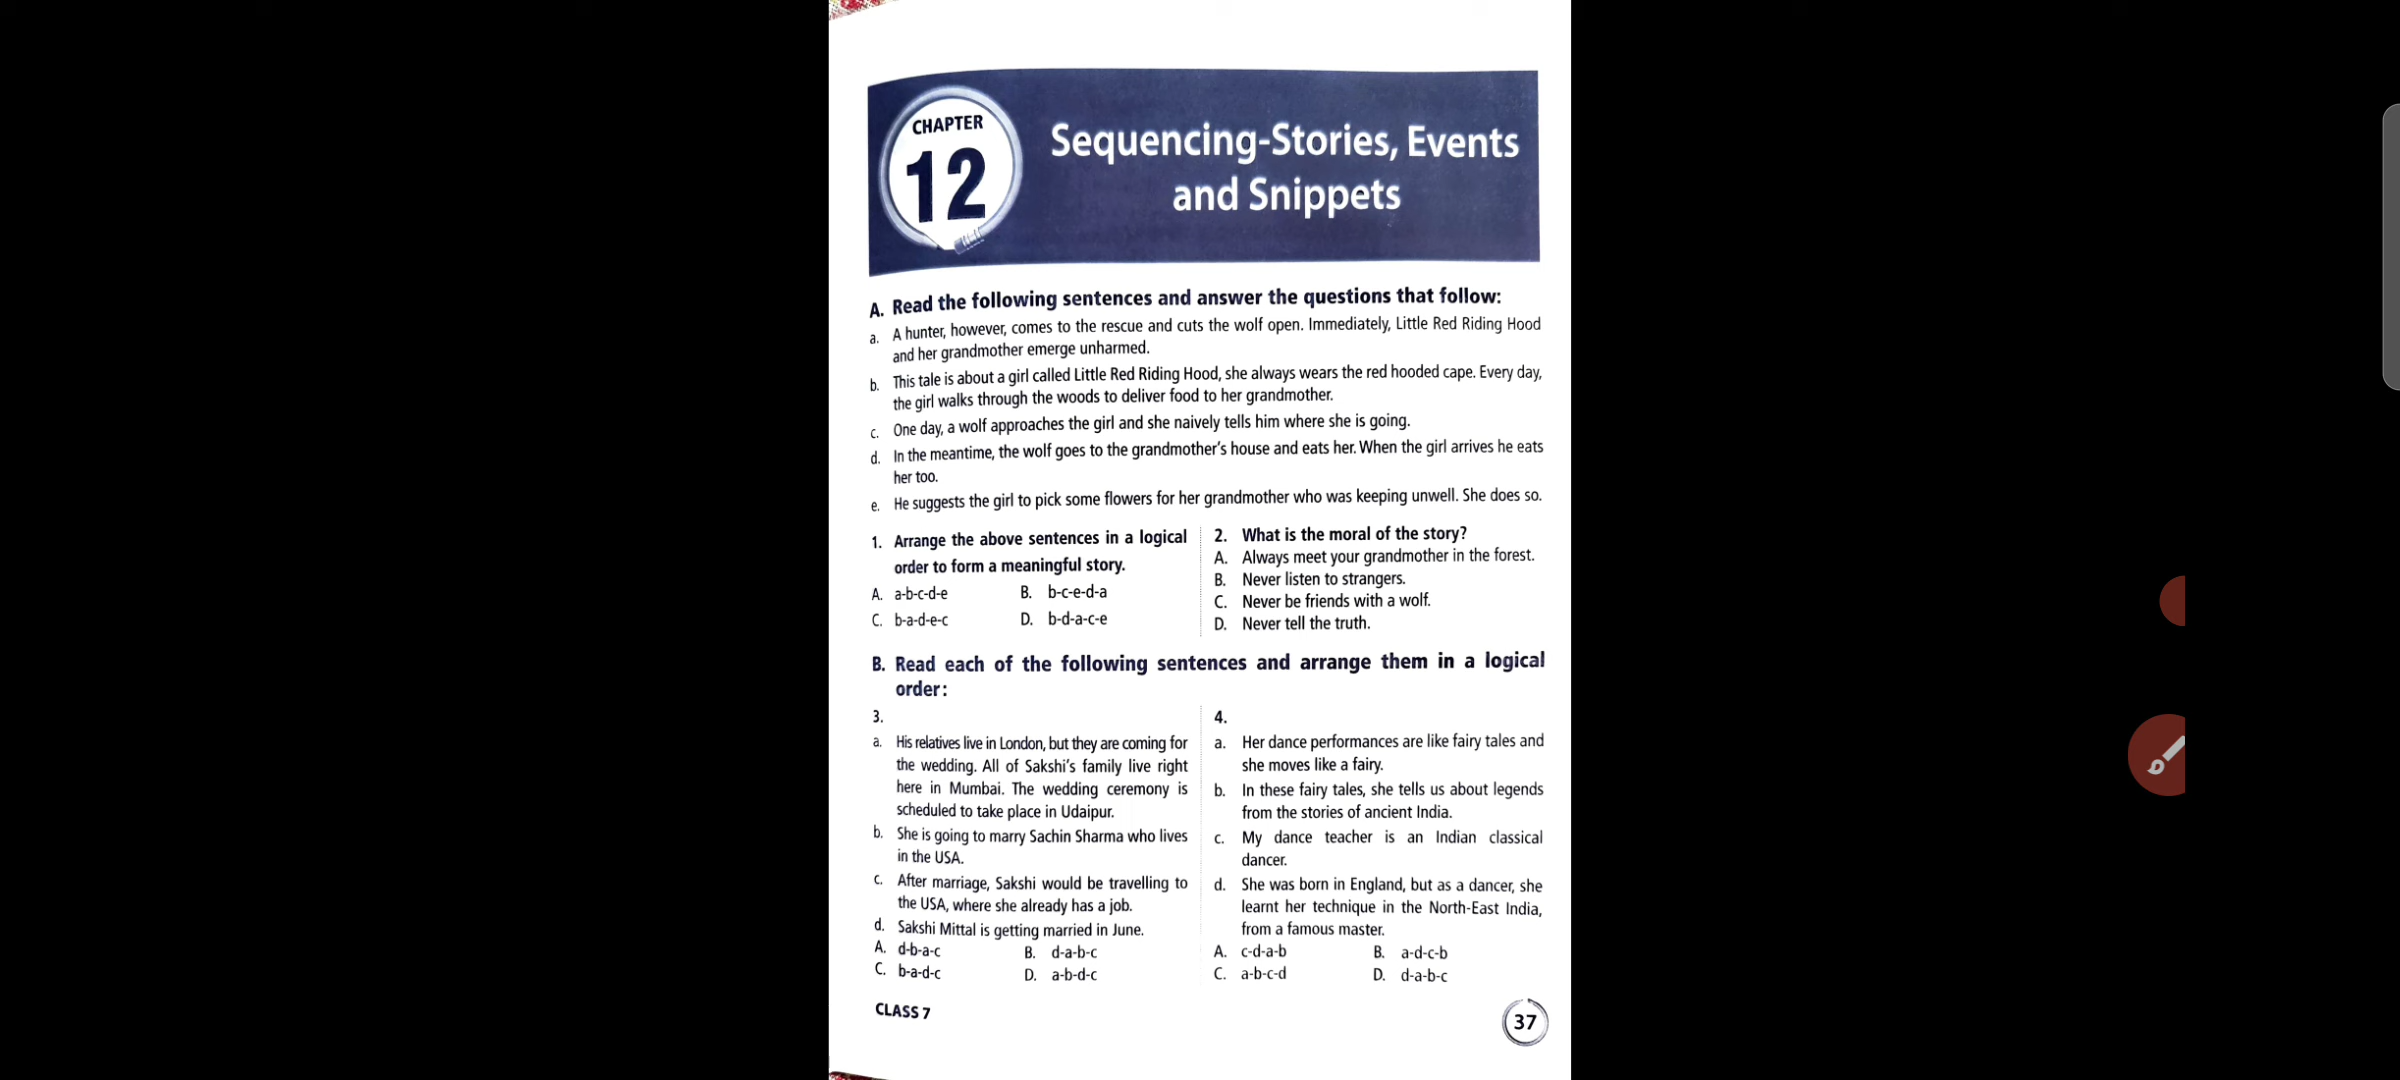 CHAPTER
12
Sequencing-Stories, Events
and Snippets
A. Read the following sentences and answer the questions that follow:
a. A hunter, however, comes to the rescue and cuts the wolf open. Immediately, Little Red Riding Hood
and her grandmother emerge unharmed.
b. This tale is about a girl called Little Red Riding Hood, she always wears the red hooded cape. Every day,
the girl walks through the woods to deliver food to her grandmother.
c. One day, a wolf approaches the girl and she naively tells him where she is going.
d. In the meantime, the wolf goes to the grandmother's house and eats her. When the girl arrives he eats
her too.
e. He suggests the girl to pick some flowers for her grandmother who was keeping unwell. She does so.
1. Arrange the above sentences in a logical
order to form a meaningful story.
A. a-b-c-d-e B. b-c-e-d-a
C. b-a-d-e-c D. b-d-a-c-e
2. What is the moral of the story?
A. Always meet your grandmother in the forest.
B. Never listen to strangers.
C. Never be friends with a wolf.
D. Never tell the truth.
B. Read each of the following sentences and arrange them in a logical
order:
3.
a. His relatives live in London, but they are coming for
the wedding. All of Sakshi's family live right
here in Mumbai. The wedding ceremony is
scheduled to take place in Udaipur.
b. She is going to marry Sachin Sharma who lives
in the USA.
c. After marriage, Sakshi would be travelling to
the USA, where she already has a job.
d. Sakshi Mittal is getting married in June.
A. d-b-a-c B. d-a-b-c
C. b-a-d-c D. a-b-d-c
4.
a. Her dance performances are like fairy tales and
she moves like a fairy.
b. In these fairy tales, she tells us about legends
from the stories of ancient India.
c. My dance teacher is an Indian classical
dancer.
d. She was born in England, but as a dancer, she
learnt her technique in the North-East India,
from a famous master.
A. c-d-a-b B. a-d-c-b
C. a-b-c-d D. d-a-b-c
CLASS 7
37